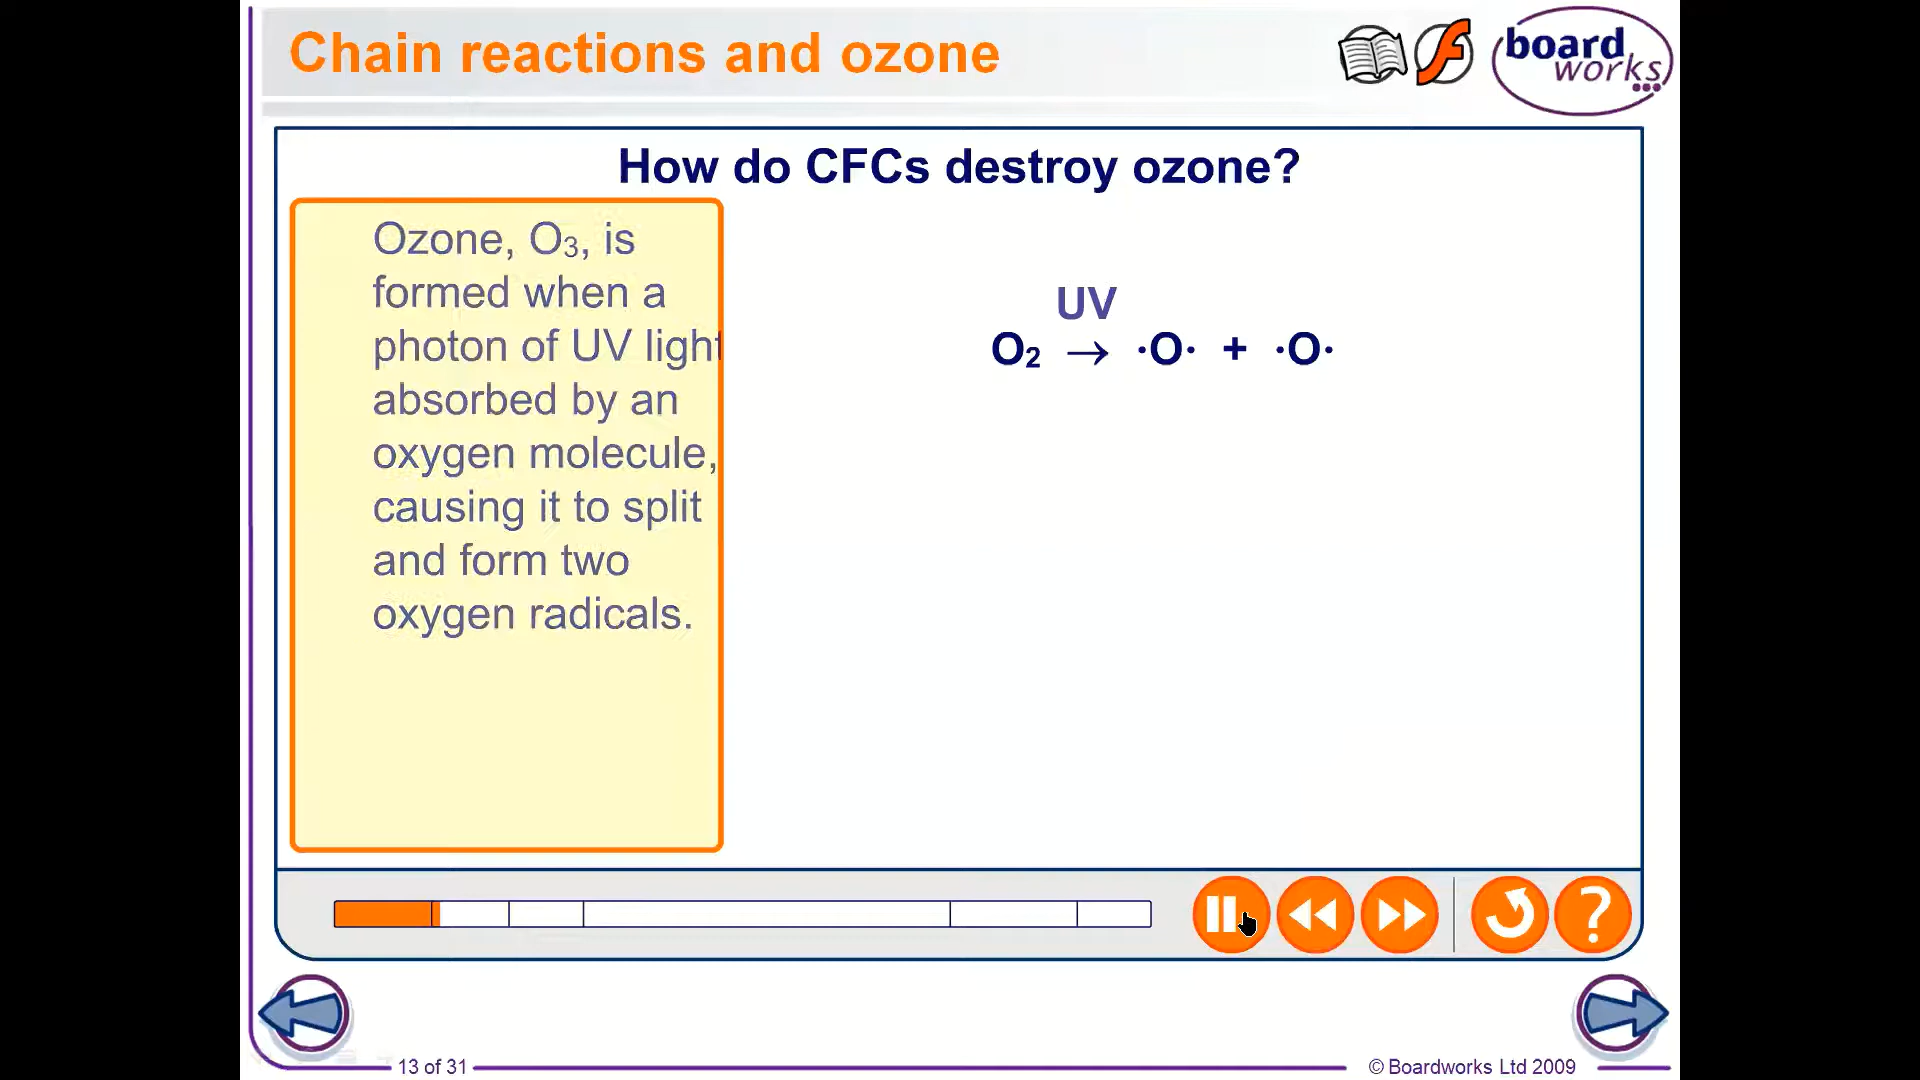 Chain reactions and ozone
board
works
How do CFCs destroy ozone?
Ozone, O₃, is
formed when a
photon of UV light
absorbed by an
oxygen molecule,
causing it to split
and form two
oxygen radicals.
UV
O₂ → ·O· + ·O·
?
13 of 31
© Boardworks Ltd 2009